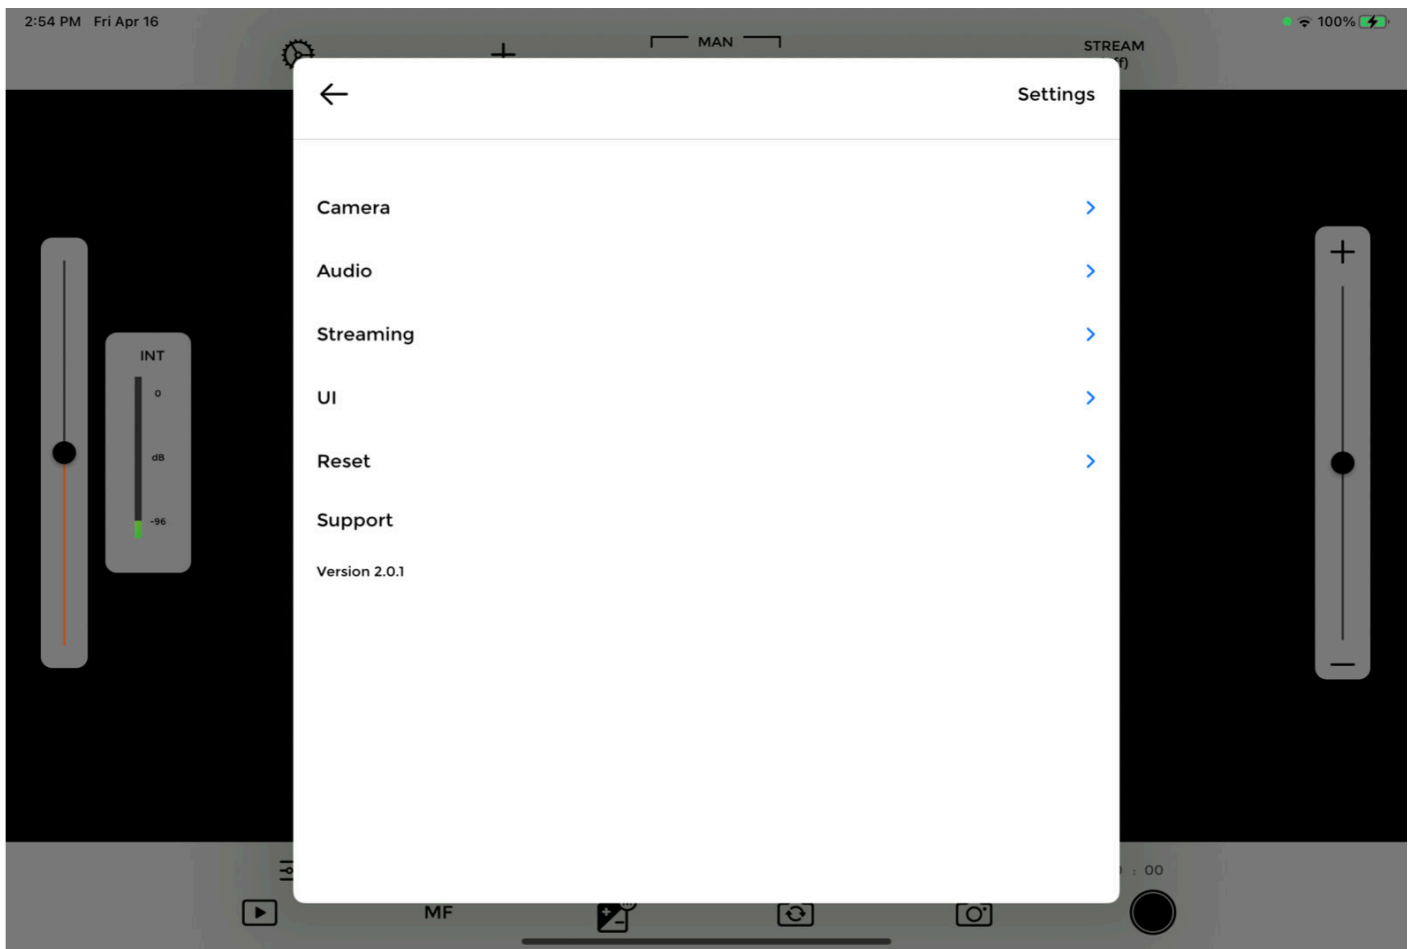 2:54 PM Fri Apr 16
100%
MAN
STREAM
Settings
Camera
Audio
Streaming
UI
Reset
Support
Version 2.0.1
INT
0
dB
-96
: 00
MF